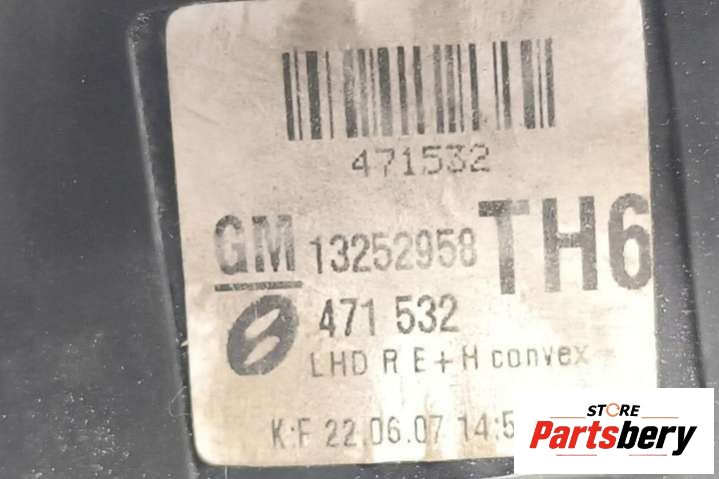 471532
GM 13252958 TH6
471 532
LHD R E+H convex
K:F 22.06.07 14:5
STORE
Partsbery